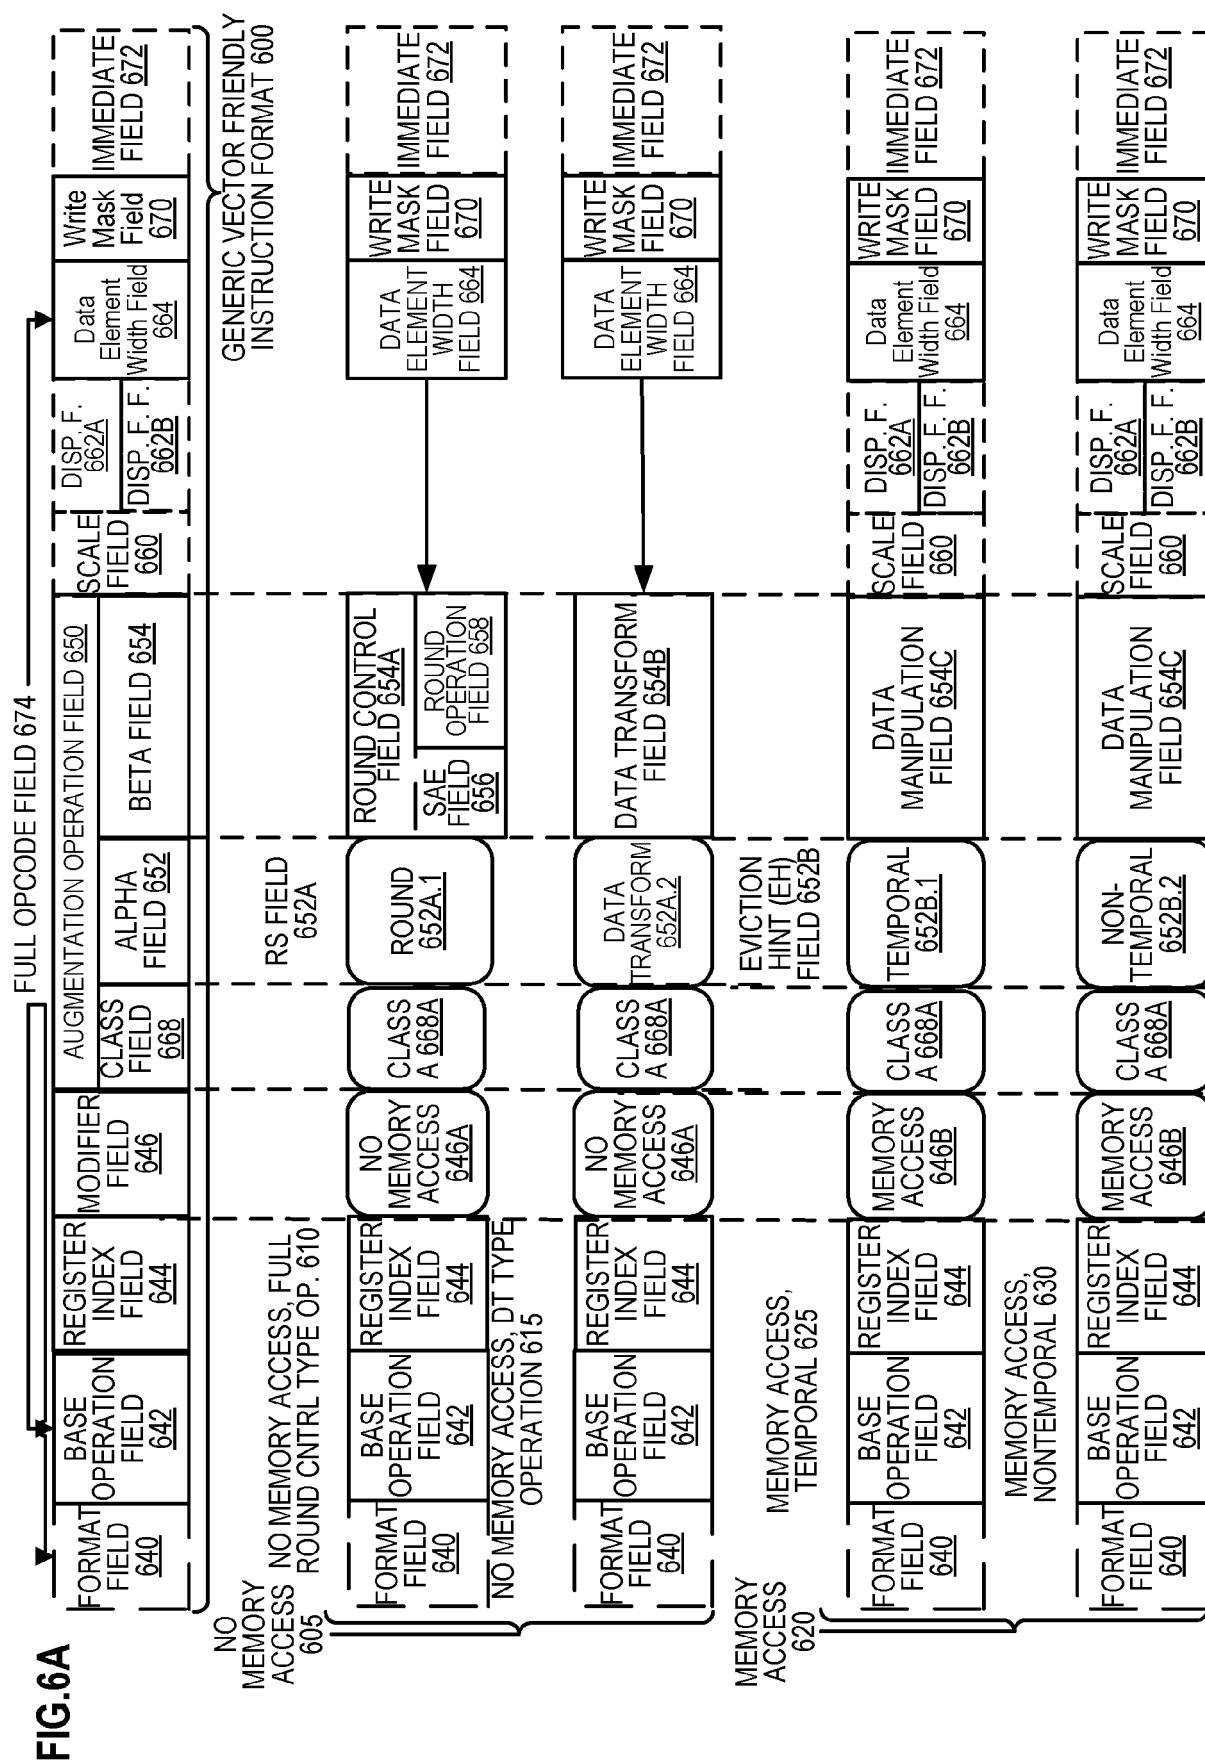 FIG.6A
FULL OPCODE FIELD 674
FORMAT
FIELD
640
BASE
OPERATION
FIELD
642
REGISTER
INDEX
FIELD
644
MODIFIER
FIELD
646
AUGMENTATION OPERATION FIELD 650
CLASS
FIELD
668
ALPHA
FIELD 652
BETA FIELD 654
SCALE
FIELD
660
DISP. F.
662A
DISP. F. F.
662B
Data
Element
Width Field
664
Write
Mask
Field
670
IMMEDIATE
FIELD 672
GENERIC VECTOR FRIENDLY
INSTRUCTION FORMAT 600
NO
MEMORY
ACCESS
605
NO MEMORY ACCESS, FULL
ROUND CNTRL TYPE OP. 610
RS FIELD
652A
FORMAT
FIELD
640
BASE
OPERATION
FIELD
642
REGISTER
INDEX
FIELD
644
NO
MEMORY
ACCESS
646A
CLASS
A 668A
ROUND
652A.1
ROUND CONTROL
FIELD 654A
SAE
FIELD
656
ROUND
OPERATION
FIELD 658
DATA
ELEMENT
WIDTH
FIELD 664
WRITE
MASK
FIELD
670
IMMEDIATE
FIELD 672
NO MEMORY ACCESS, DT TYPE
OPERATION 615
FORMAT
FIELD
640
BASE
OPERATION
FIELD
642
REGISTER
INDEX
FIELD
644
NO
MEMORY
ACCESS
646A
CLASS
A 668A
DATA
TRANSFORM
652A.2
DATA TRANSFORM
FIELD 654B
DATA
ELEMENT
WIDTH
FIELD 664
WRITE
MASK
FIELD
670
IMMEDIATE
FIELD 672
MEMORY
ACCESS
620
MEMORY ACCESS,
TEMPORAL 625
EVICTION
HINT (EH)
FIELD 652B
FORMAT
FIELD
640
BASE
OPERATION
FIELD
642
REGISTER
INDEX
FIELD
644
MEMORY
ACCESS
646B
CLASS
A 668A
TEMPORAL
652B.1
DATA
MANIPULATION
FIELD 654C
SCALE
FIELD
660
DISP. F.
662A
DISP. F. F.
662B
Data
Element
Width Field
664
WRITE
MASK
FIELD
670
IMMEDIATE
FIELD 672
MEMORY ACCESS,
NONTEMPORAL 630
FORMAT
FIELD
640
BASE
OPERATION
FIELD
642
REGISTER
INDEX
FIELD
644
MEMORY
ACCESS
646B
CLASS
A 668A
NON-
TEMPORAL
652B.2
DATA
MANIPULATION
FIELD 654C
SCALE
FIELD
660
DISP. F.
662A
DISP. F. F.
662B
Data
Element
Width Field
664
WRITE
MASK
FIELD
670
IMMEDIATE
FIELD 672